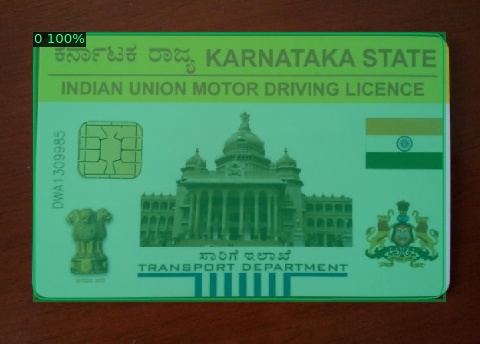 0 100%
ಕರ್ನಾಟಕ ರಾಜ್ಯ KARNATAKA STATE
INDIAN UNION MOTOR DRIVING LICENCE
DWA1309985
ಸಾರಿಗೆ ಇಲಾಖೆ
TRANSPORT DEPARTMENT